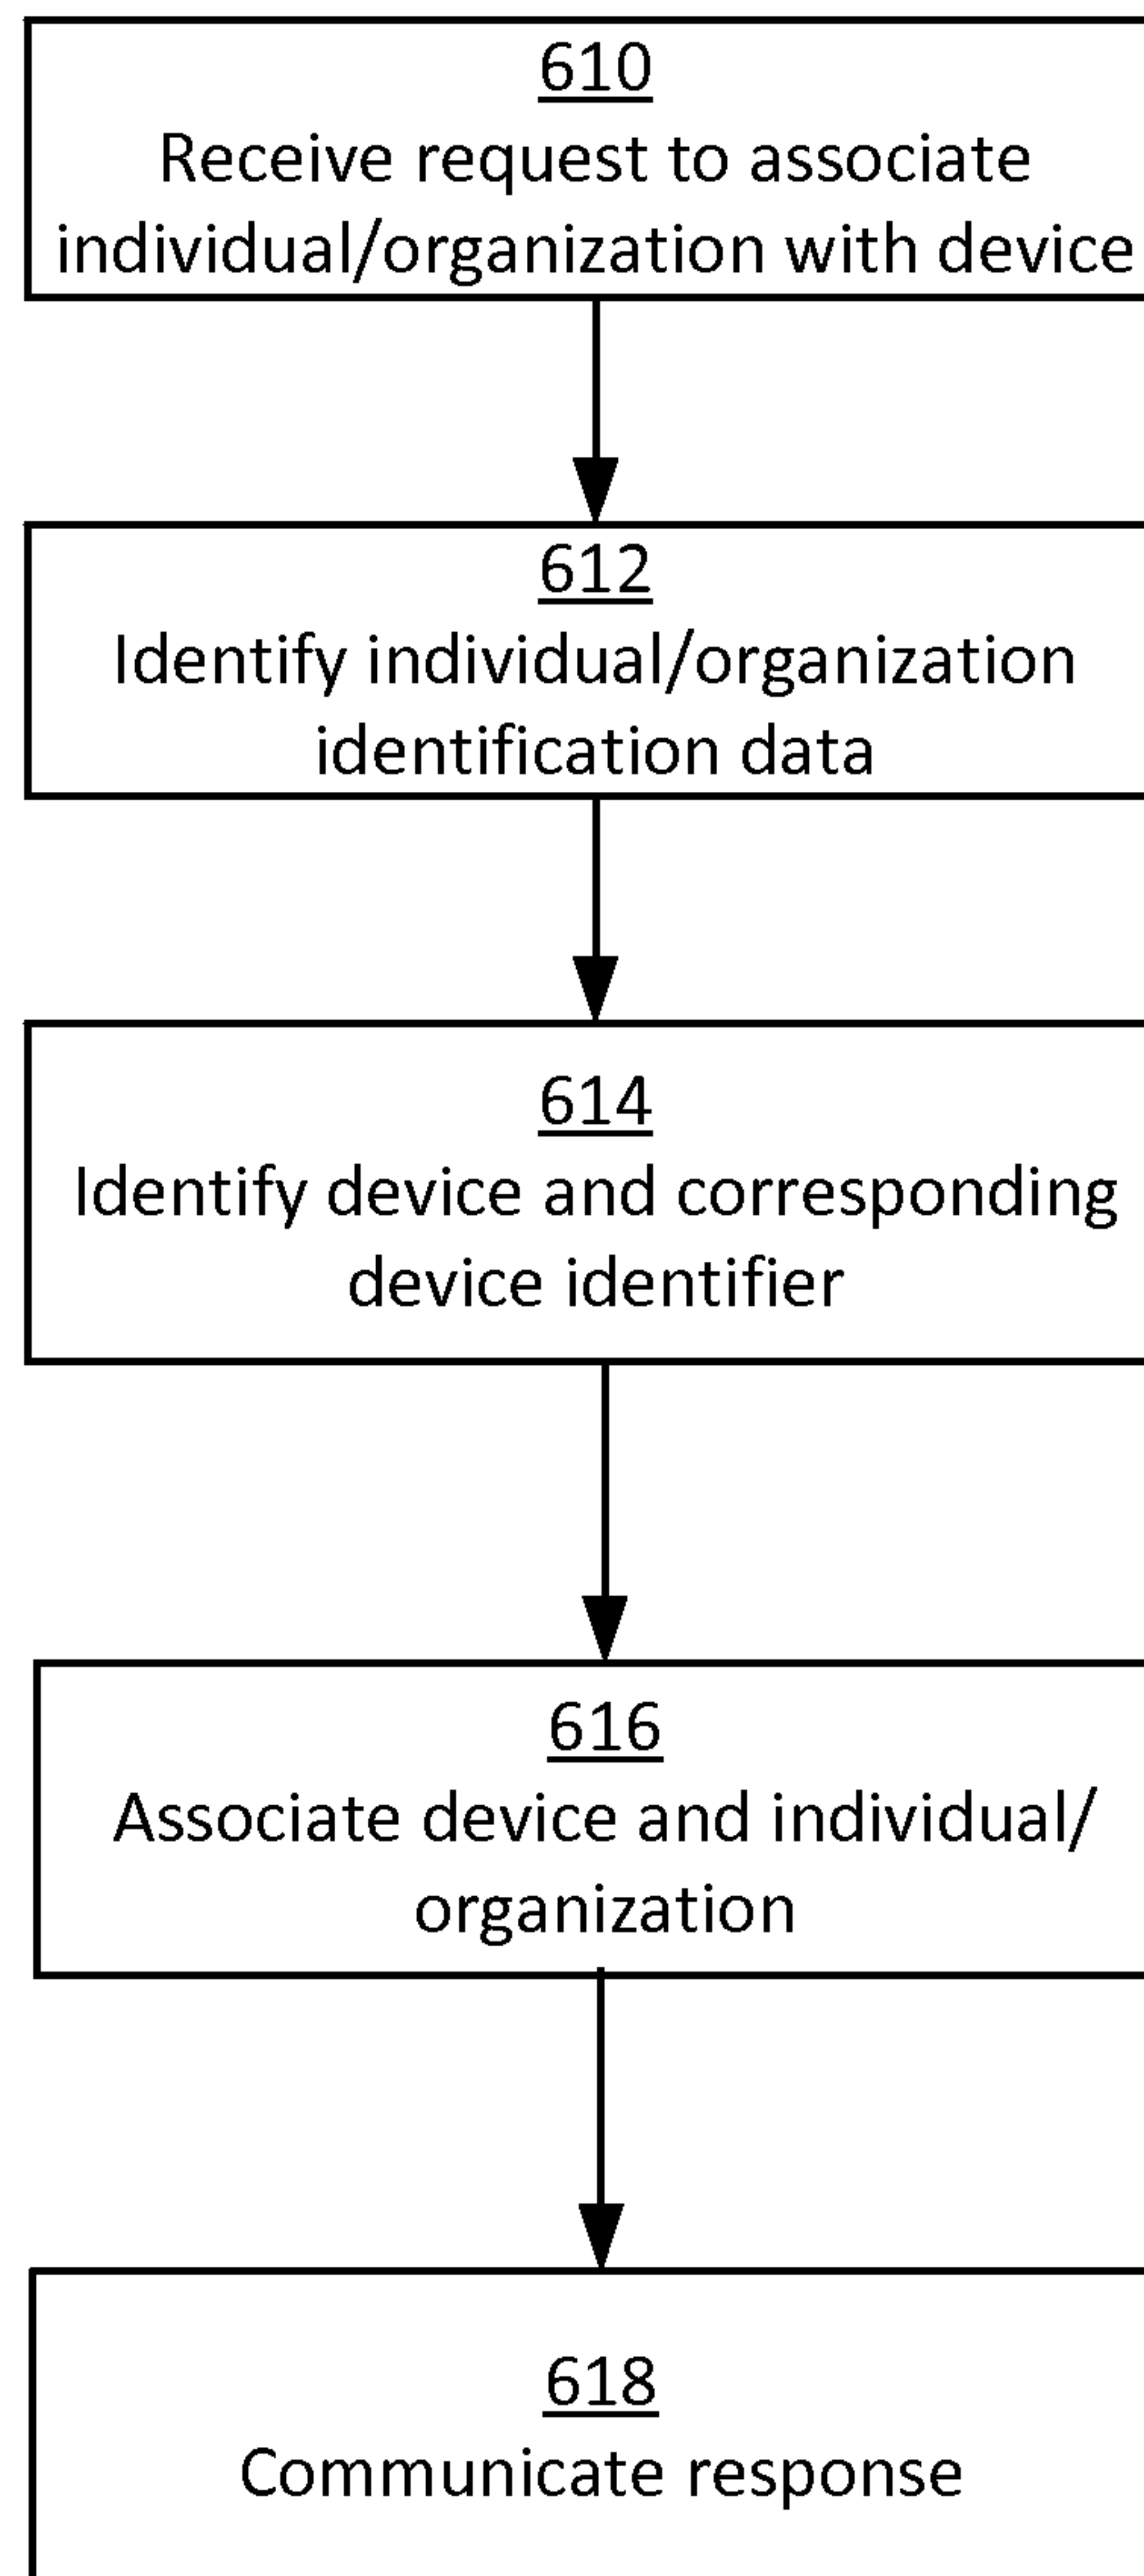 610
Receive request to associate
individual/organization with device
612
Identify individual/organization
identification data
614
Identify device and corresponding
device identifier
616
Associate device and individual/
organization
618
Communicate response